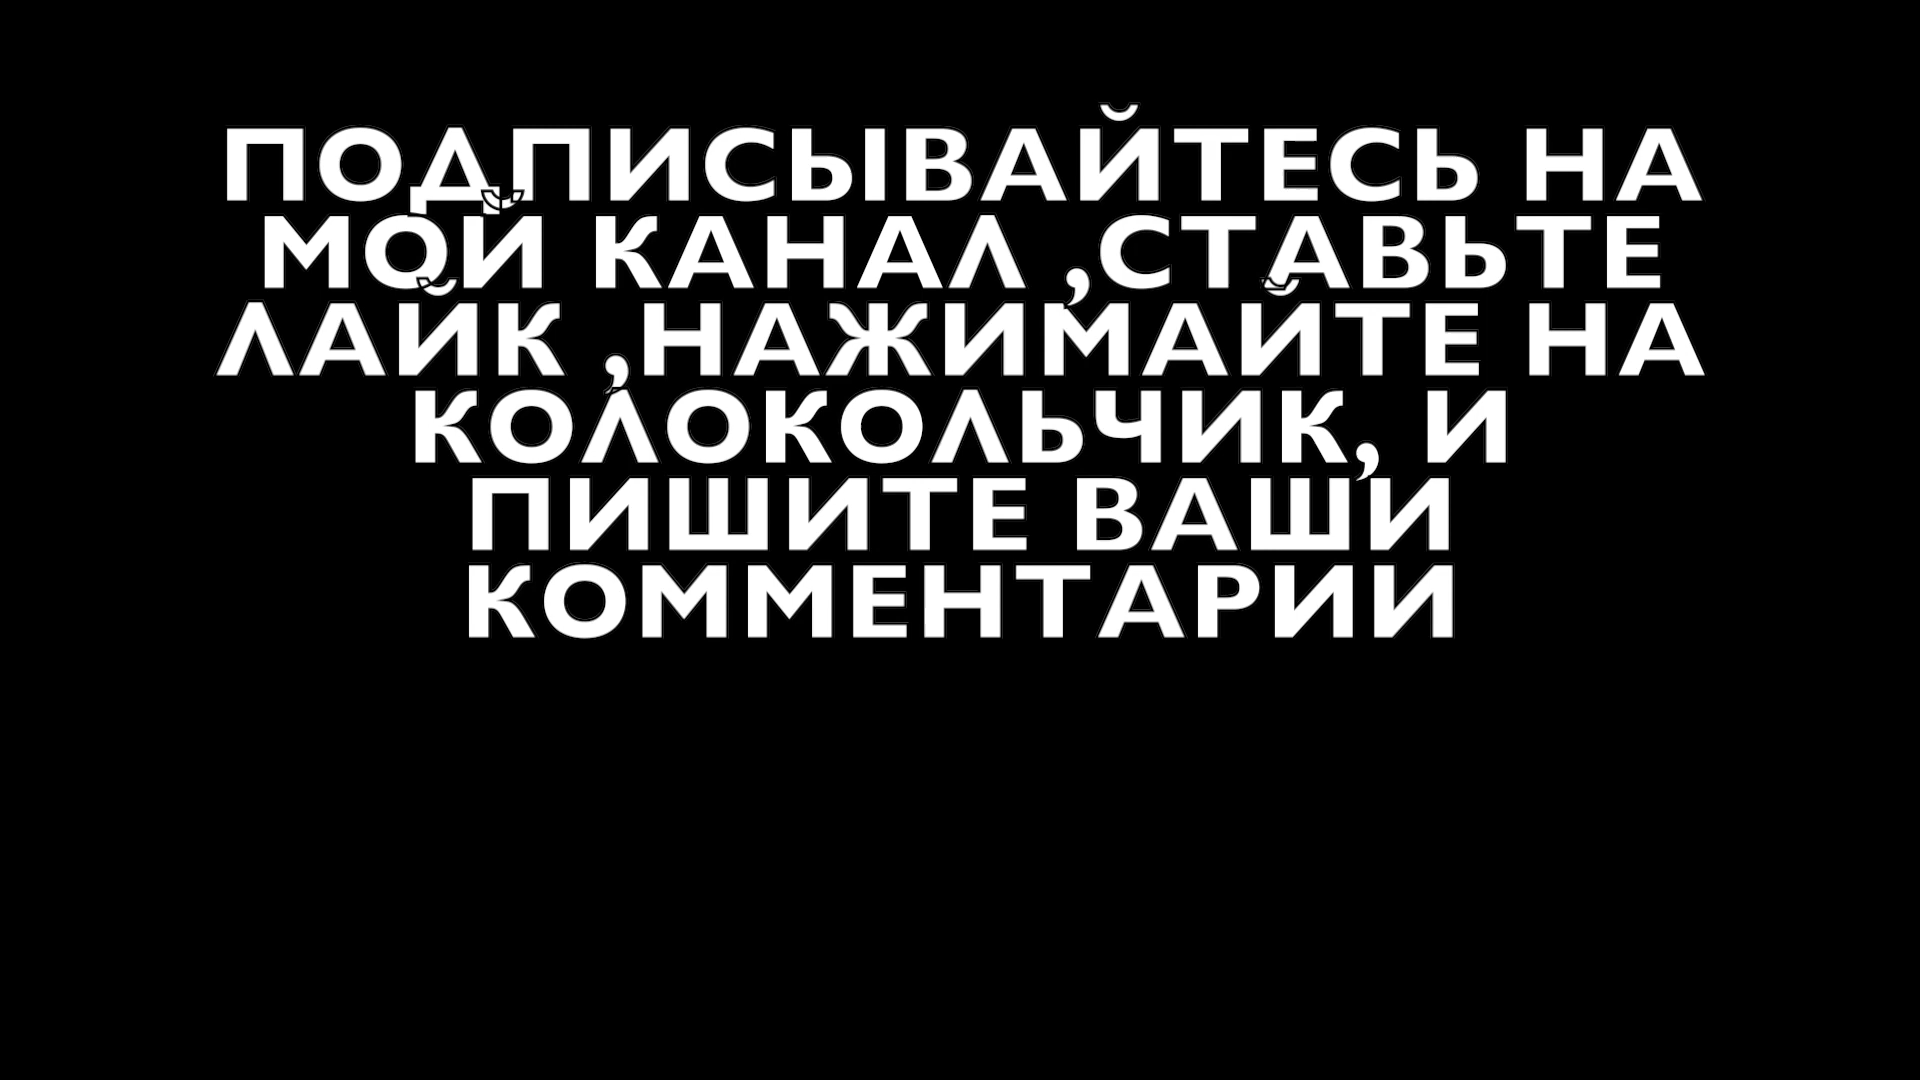 ПОДПИСЫВАЙТЕСЬ НА
МОЙ КАНАЛ ,СТАВЬТЕ
ЛАЙК ,НАЖИМАЙТЕ НА
КОЛОКОЛЬЧИК, И
ПИШИТЕ ВАШИ
КОММЕНТАРИИ